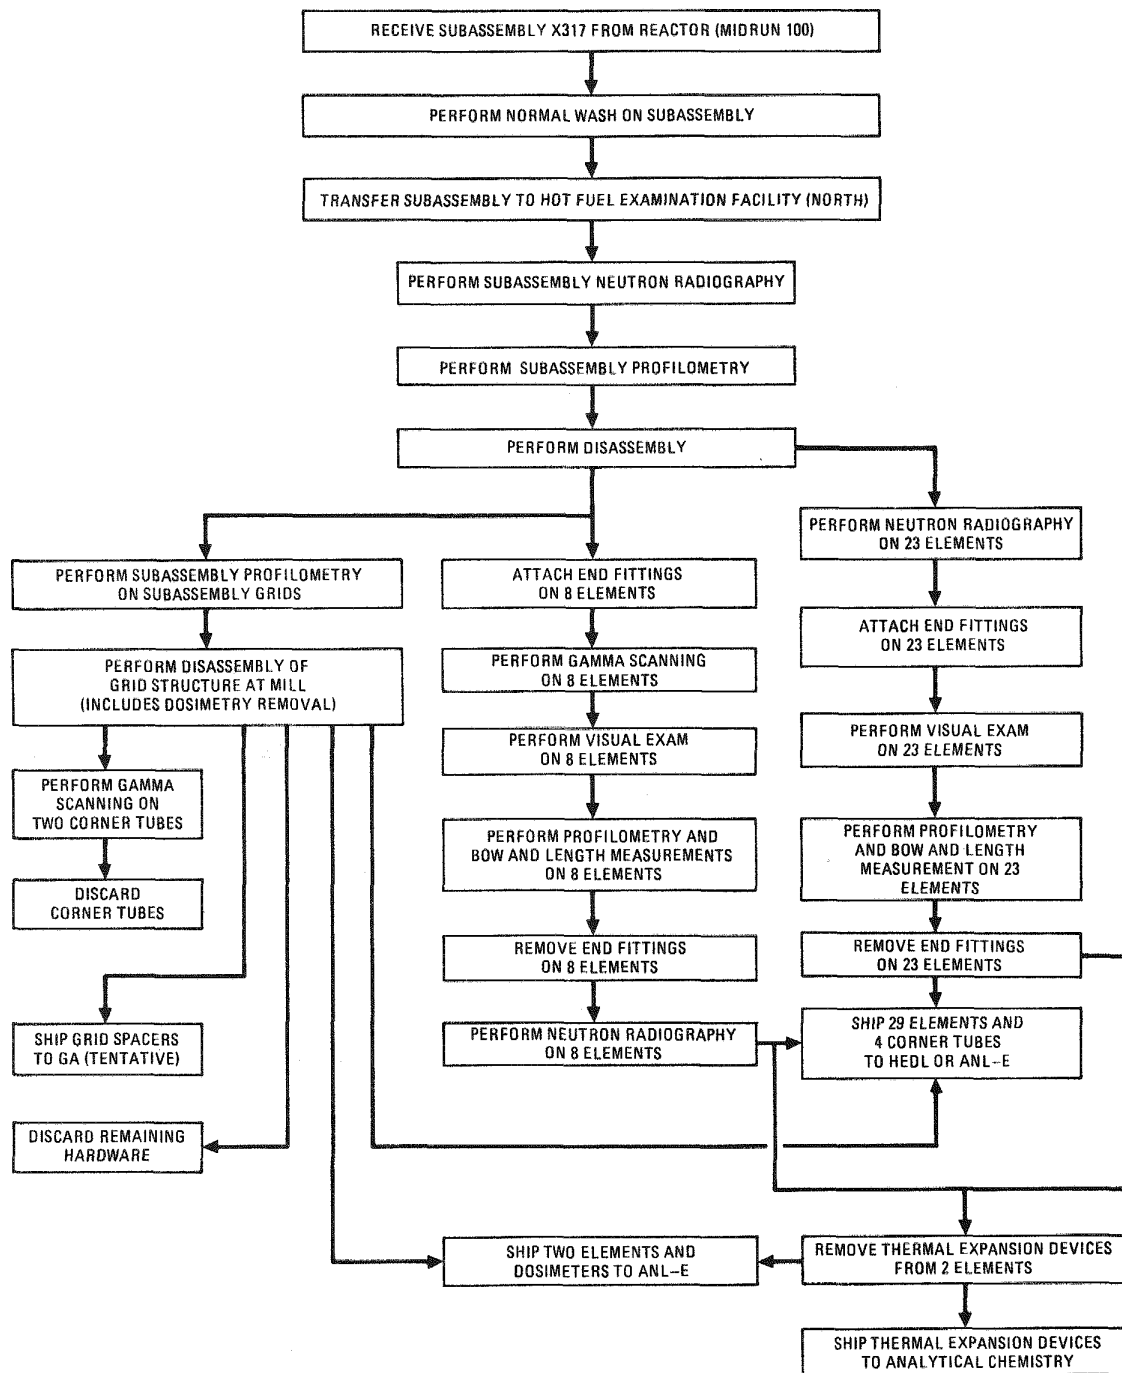 RECEIVE SUBASSEMBLY X317 FROM REACTOR (MIDRUN 100)
PERFORM NORMAL WASH ON SUBASSEMBLY
TRANSFER SUBASSEMBLY TO HOT FUEL EXAMINATION FACILITY (NORTH)
PERFORM SUBASSEMBLY NEUTRON RADIOGRAPHY
PERFORM SUBASSEMBLY PROFILOMETRY
PERFORM DISASSEMBLY
PERFORM SUBASSEMBLY PROFILOMETRY
ON SUBASSEMBLY GRIDS
PERFORM DISASSEMBLY OF
GRID STRUCTURE AT MILL
(INCLUDES DOSIMETRY REMOVAL)
PERFORM GAMMA
SCANNING ON
TWO CORNER TUBES
DISCARD
CORNER TUBES
SHIP GRID SPACERS
TO GA (TENTATIVE)
DISCARD REMAINING
HARDWARE
ATTACH END FITTINGS
ON 8 ELEMENTS
PERFORM GAMMA SCANNING
ON 8 ELEMENTS
PERFORM VISUAL EXAM
ON 8 ELEMENTS
PERFORM PROFILOMETRY AND
BOW AND LENGTH MEASUREMENTS
ON 8 ELEMENTS
REMOVE END FITTINGS
ON 8 ELEMENTS
PERFORM NEUTRON RADIOGRAPHY
ON 8 ELEMENTS
PERFORM NEUTRON RADIOGRAPHY
ON 23 ELEMENTS
ATTACH END FITTINGS
ON 23 ELEMENTS
PERFORM VISUAL EXAM
ON 23 ELEMENTS
PERFORM PROFILOMETRY
AND BOW AND LENGTH
MEASUREMENT ON 23
ELEMENTS
REMOVE END FITTINGS
ON 23 ELEMENTS
SHIP 29 ELEMENTS AND
4 CORNER TUBES
TO HEDL OR ANL-E
SHIP TWO ELEMENTS AND
DOSIMETERS TO ANL-E
REMOVE THERMAL EXPANSION DEVICES
FROM 2 ELEMENTS
SHIP THERMAL EXPANSION DEVICES
TO ANALYTICAL CHEMISTRY